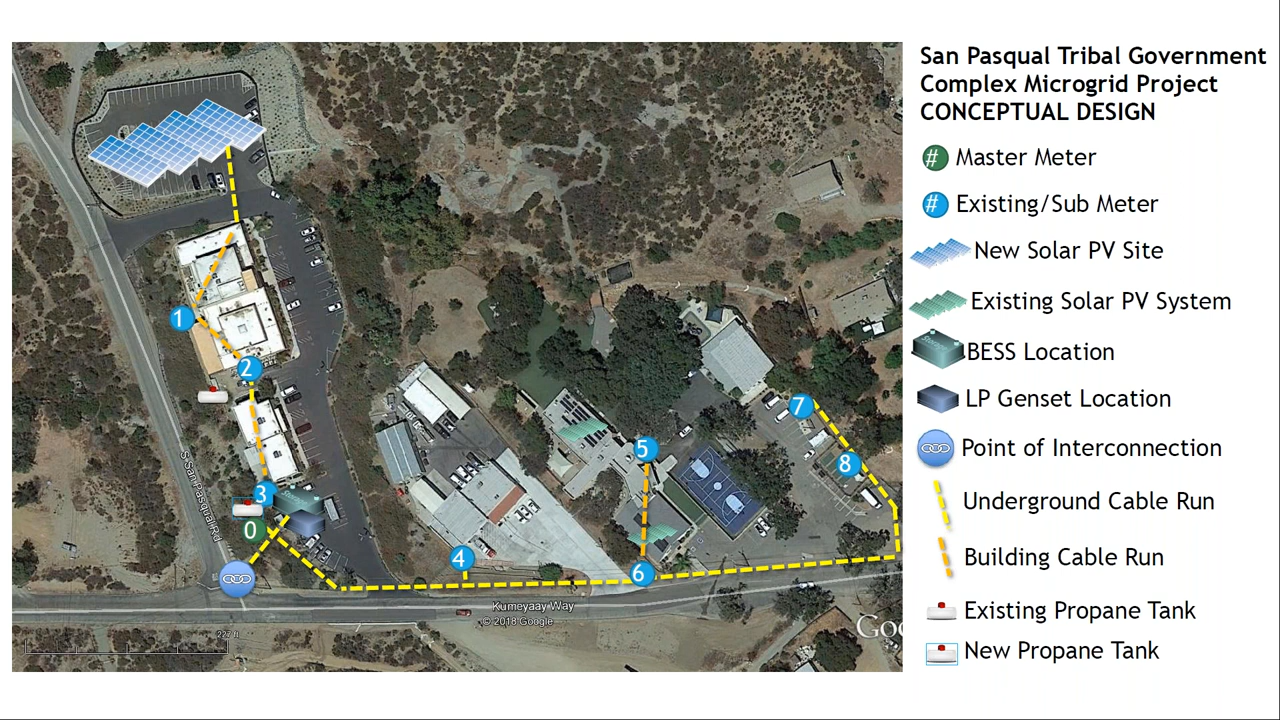 San Pasqual Tribal Government
Complex Microgrid Project
CONCEPTUAL DESIGN
# Master Meter
# Existing/Sub Meter
New Solar PV Site
Existing Solar PV System
BESS Location
LP Genset Location
Point of Interconnection
Underground Cable Run
Building Cable Run
Existing Propane Tank
New Propane Tank
1
2
3
0
4
5
6
7
8
S San Pasqual Rd
Kumeyaay Way
© 2018 Google
227 ft
Goo